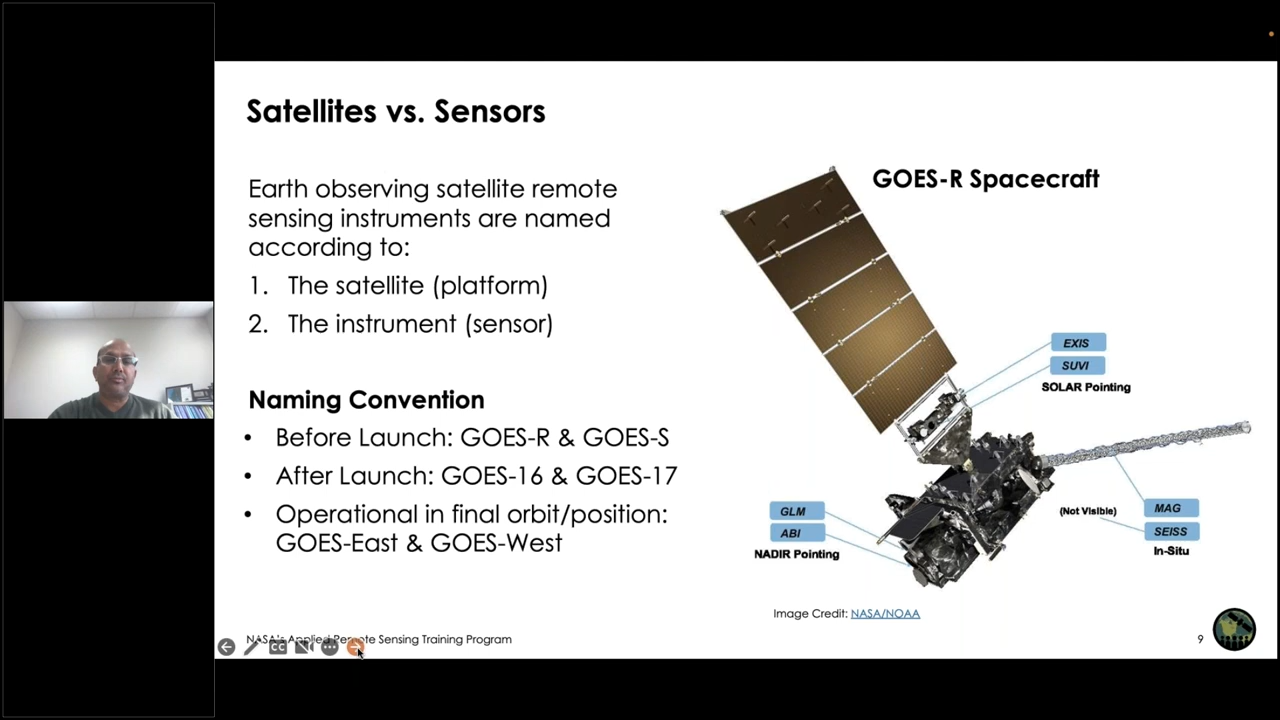 Satellites vs. Sensors
Earth observing satellite remote
sensing instruments are named
according to:
1. The satellite (platform)
2. The instrument (sensor)
Naming Convention
• Before Launch: GOES-R & GOES-S
• After Launch: GOES-16 & GOES-17
• Operational in final orbit/position:
GOES-East & GOES-West
GOES-R Spacecraft
EXIS
SUVI
SOLAR Pointing
GLM
ABI
NADIR Pointing
(Not Visible)
MAG
SEISS
In-Situ
Image Credit: NASA/NOAA
NASA's Applied Remote Sensing Training Program
CC
9